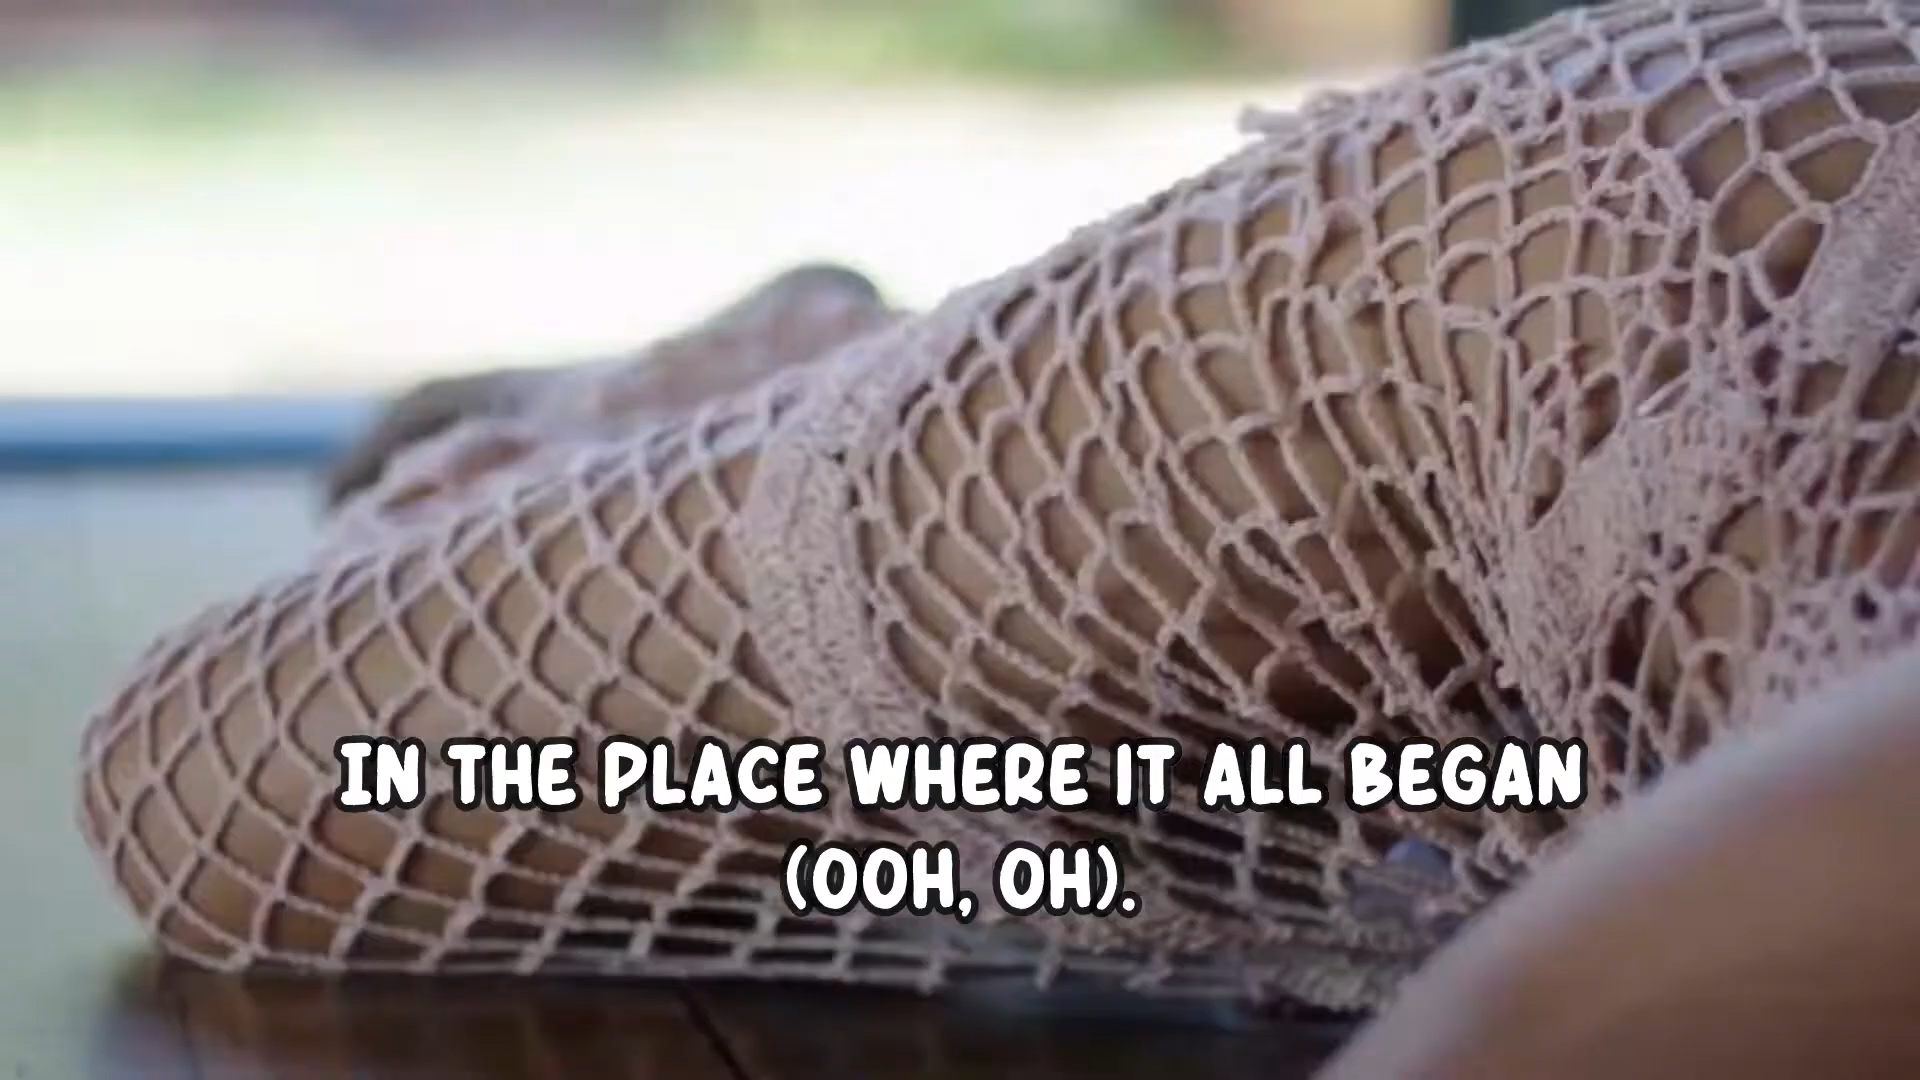 IN THE PLACE WHERE IT ALL BEGAN
(OOH, OH).